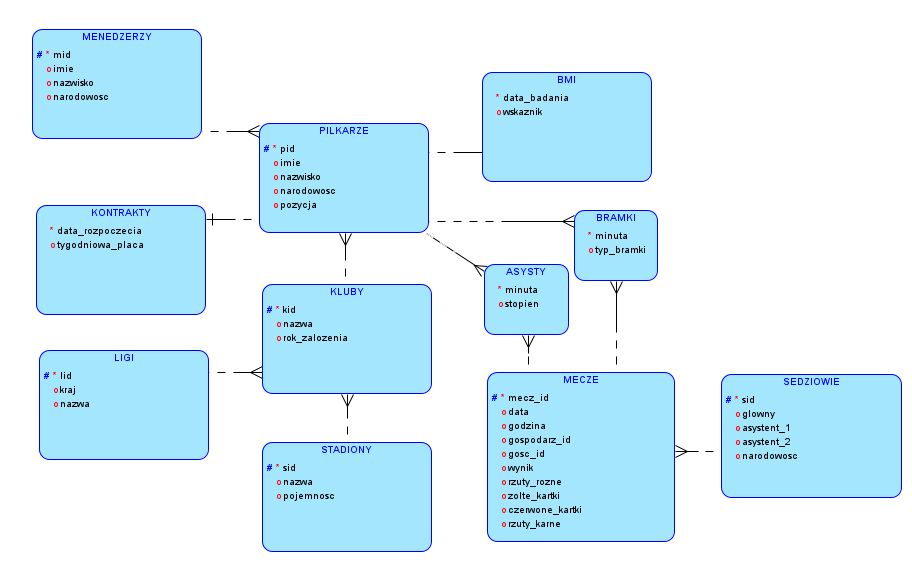 MENEDZERZY
# * mid
o imie
o nazwisko
o narodowosc
BMI
* data_badania
o wskaznik
PILKARZE
# * pid
o imie
o nazwisko
o narodowosc
o pozycja
KONTRAKTY
* data_rozpoczecia
o tygodniowa_placa
BRAMKI
* minuta
o typ_bramki
ASYSTY
* minuta
o stopien
KLUBY
# * kid
o nazwa
o rok_zalozenia
LIGI
# * lid
o kraj
o nazwa
MECZE
# * mecz_id
o data
o godzina
o gospodarz_id
o gosc_id
o wynik
o rzuty_rozne
o zolte_kartki
o czerwone_kartki
o rzuty_karne
SEDZIOWIE
# * sid
o glowny
o asystent_1
o asystent_2
o narodowosc
STADIONY
# * sid
o nazwa
o pojemnosc